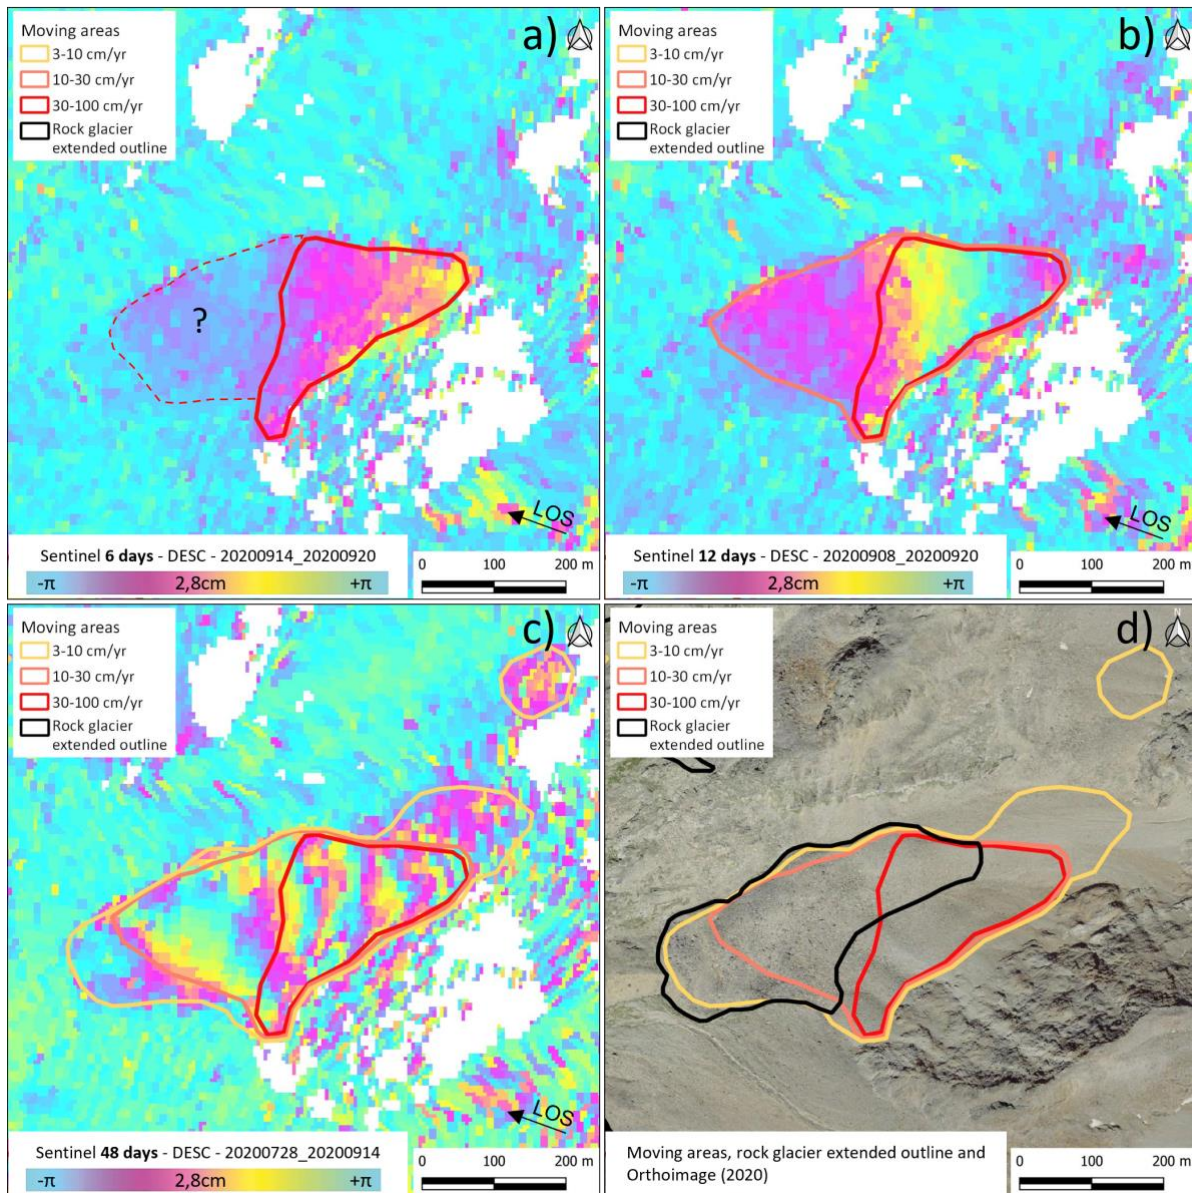 Moving areas
3-10 cm/yr
10-30 cm/yr
30-100 cm/yr
Rock glacier
extended outline
a)
N
?
LOS
Sentinel 6 days - DESC - 20200914_20200920
-π 2,8cm +π
0 100 200 m
Moving areas
3-10 cm/yr
10-30 cm/yr
30-100 cm/yr
Rock glacier
extended outline
b)
N
LOS
Sentinel 12 days - DESC - 20200908_20200920
-π 2,8cm +π
0 100 200 m
Moving areas
3-10 cm/yr
10-30 cm/yr
30-100 cm/yr
Rock glacier
extended outline
c)
N
LOS
Sentinel 48 days - DESC - 20200728_20200914
-π 2,8cm +π
0 100 200 m
Moving areas
3-10 cm/yr
10-30 cm/yr
30-100 cm/yr
Rock glacier
extended outline
d)
N
Moving areas, rock glacier extended outline and
Orthoimage (2020)
0 100 200 m